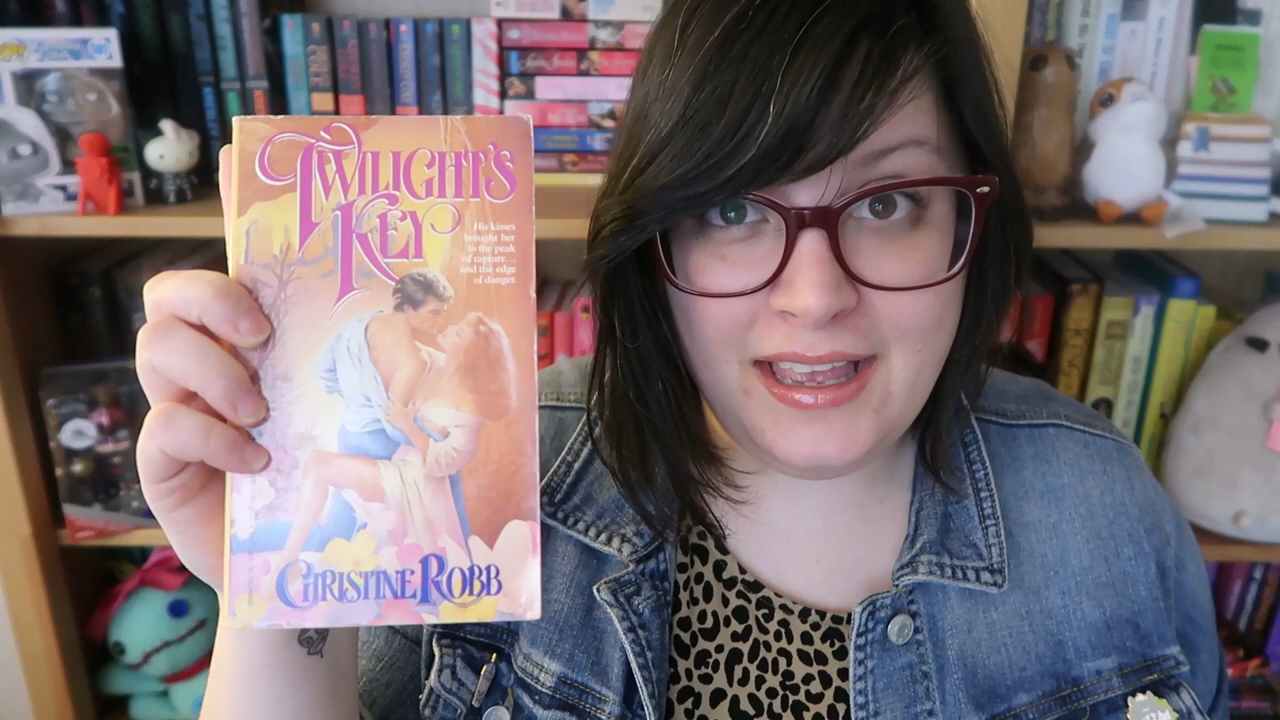 TWILIGHT'S
KEY
His kisses
brought her
to the peak
of rapture...
and the edge
of danger.
CHRISTINE ROBB